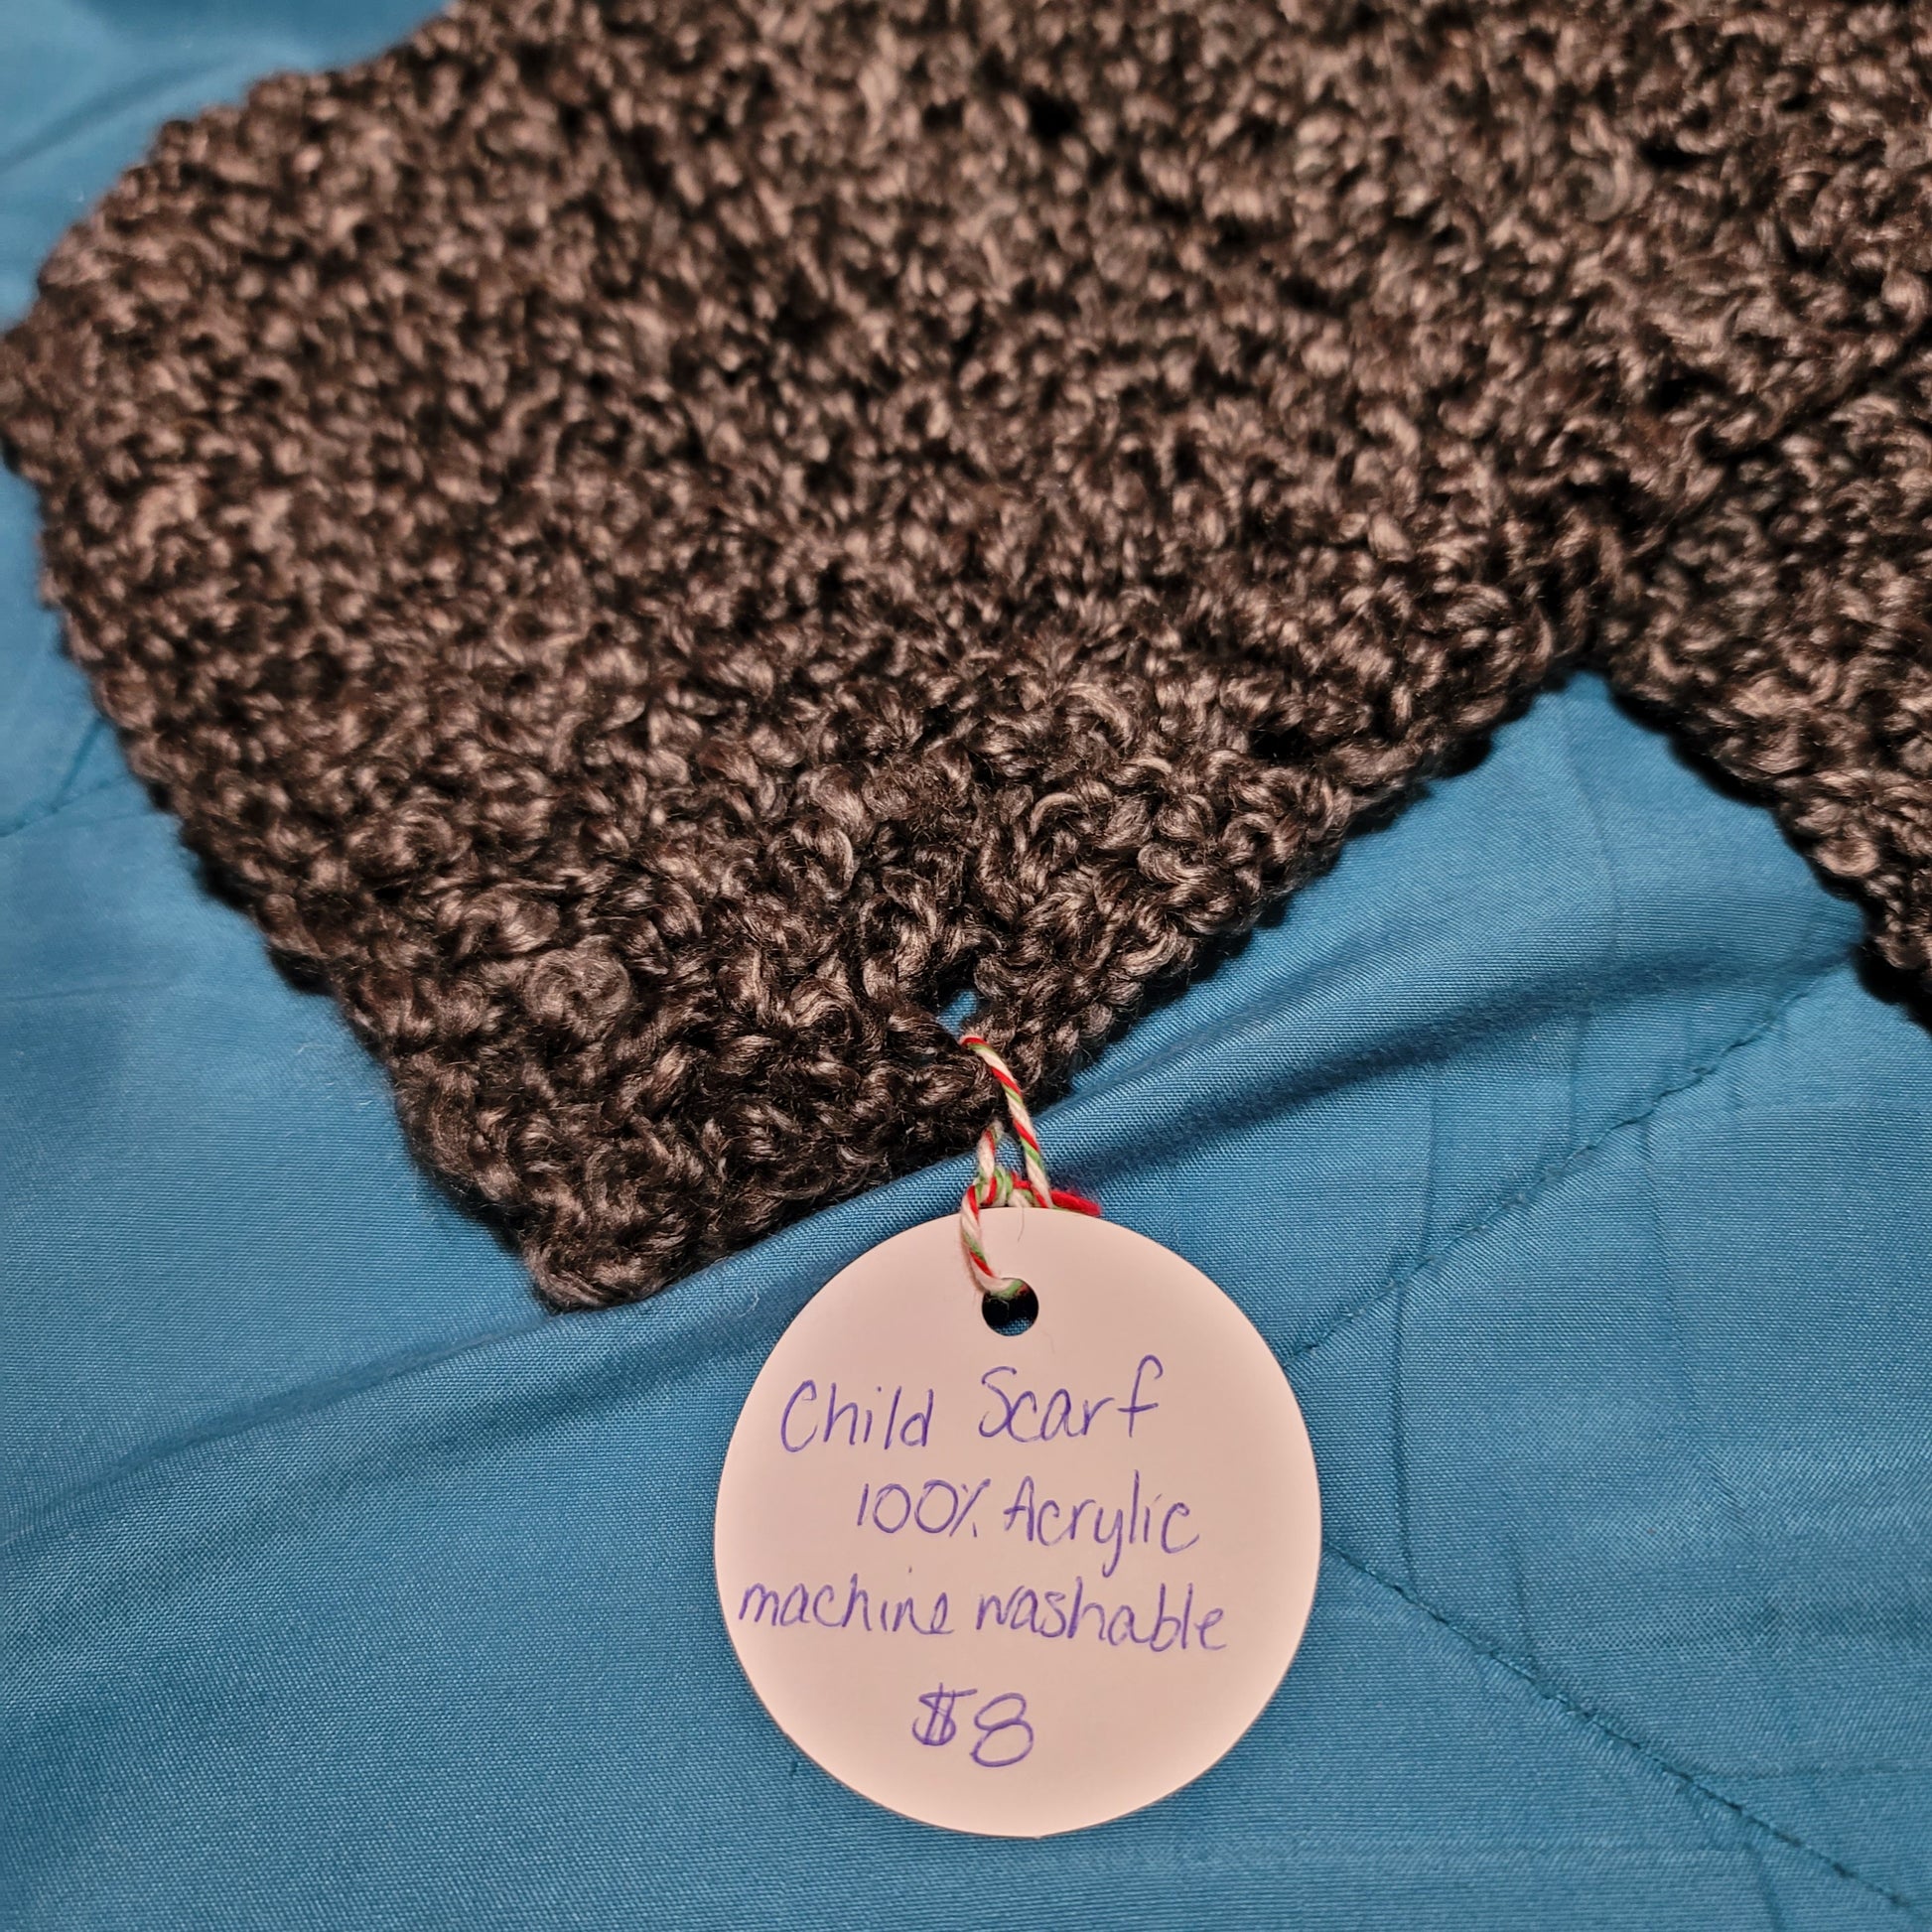 Child Scarf
100% Acrylic
machine washable
$8